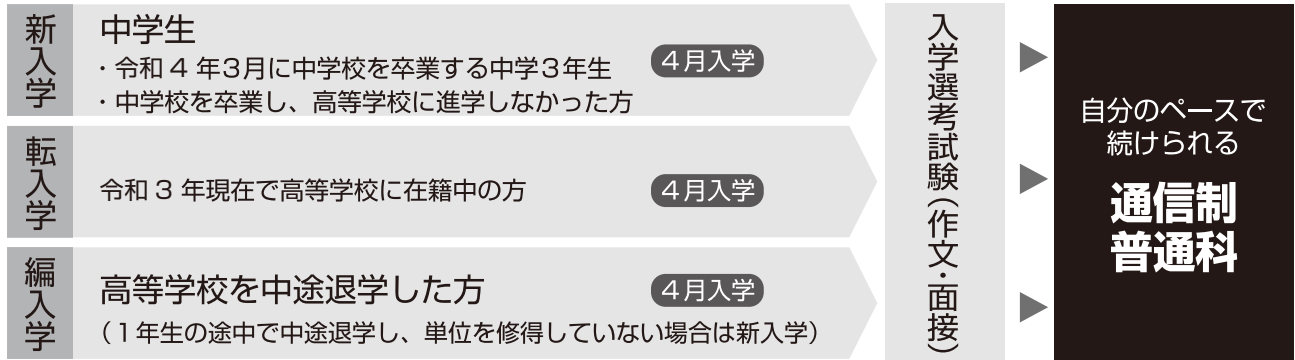 新入学
中学生
・令和4年3月に中学校を卒業する中学3年生
・中学校を卒業し、高等学校に進学しなかった方
4月入学
転入学
令和3年現在で高等学校に在籍中の方
4月入学
編入学
高等学校を中途退学した方
(1年生の途中で中途退学し、単位を修得していない場合は新入学)
4月入学
入学選考試験(作文・面接)
自分のペースで
続けられる
通信制
普通科